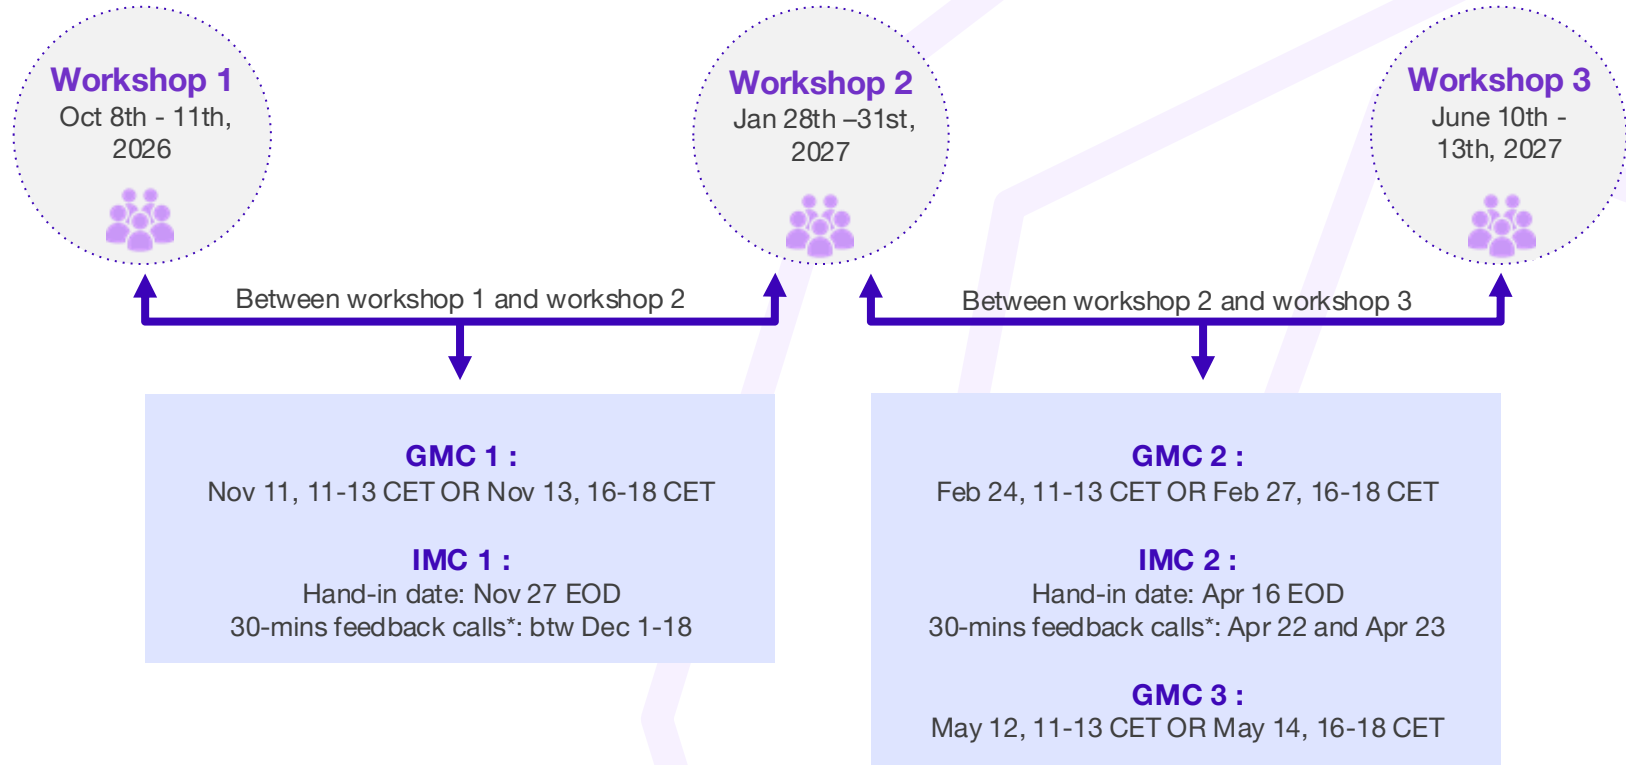 Workshop 1
Oct 8th - 11th,
2026
Workshop 2
Jan 28th –31st,
2027
Workshop 3
June 10th -
13th, 2027
Between workshop 1 and workshop 2
Between workshop 2 and workshop 3
GMC 1 :
Nov 11, 11-13 CET OR Nov 13, 16-18 CET
IMC 1 :
Hand-in date: Nov 27 EOD
30-mins feedback calls*: btw Dec 1-18
GMC 2 :
Feb 24, 11-13 CET OR Feb 27, 16-18 CET
IMC 2 :
Hand-in date: Apr 16 EOD
30-mins feedback calls*: Apr 22 and Apr 23
GMC 3 :
May 12, 11-13 CET OR May 14, 16-18 CET